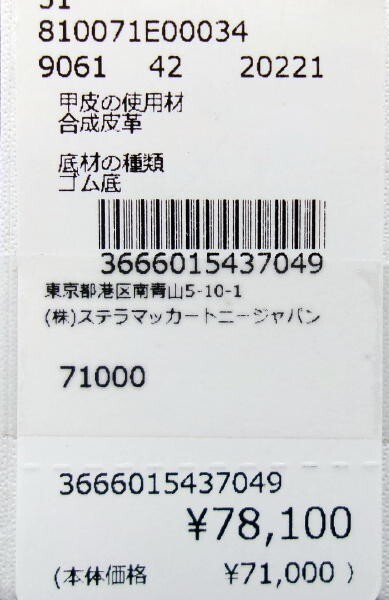 810071E00034
9061 42 20221
甲皮の使用材
合成皮革
底材の種類
ゴム底
3666015437049
東京都港区南青山5-10-1
(株)ステラマッカートニージャパン
71000
3666015437049
¥78,100
(本体価格 ¥71,000 )